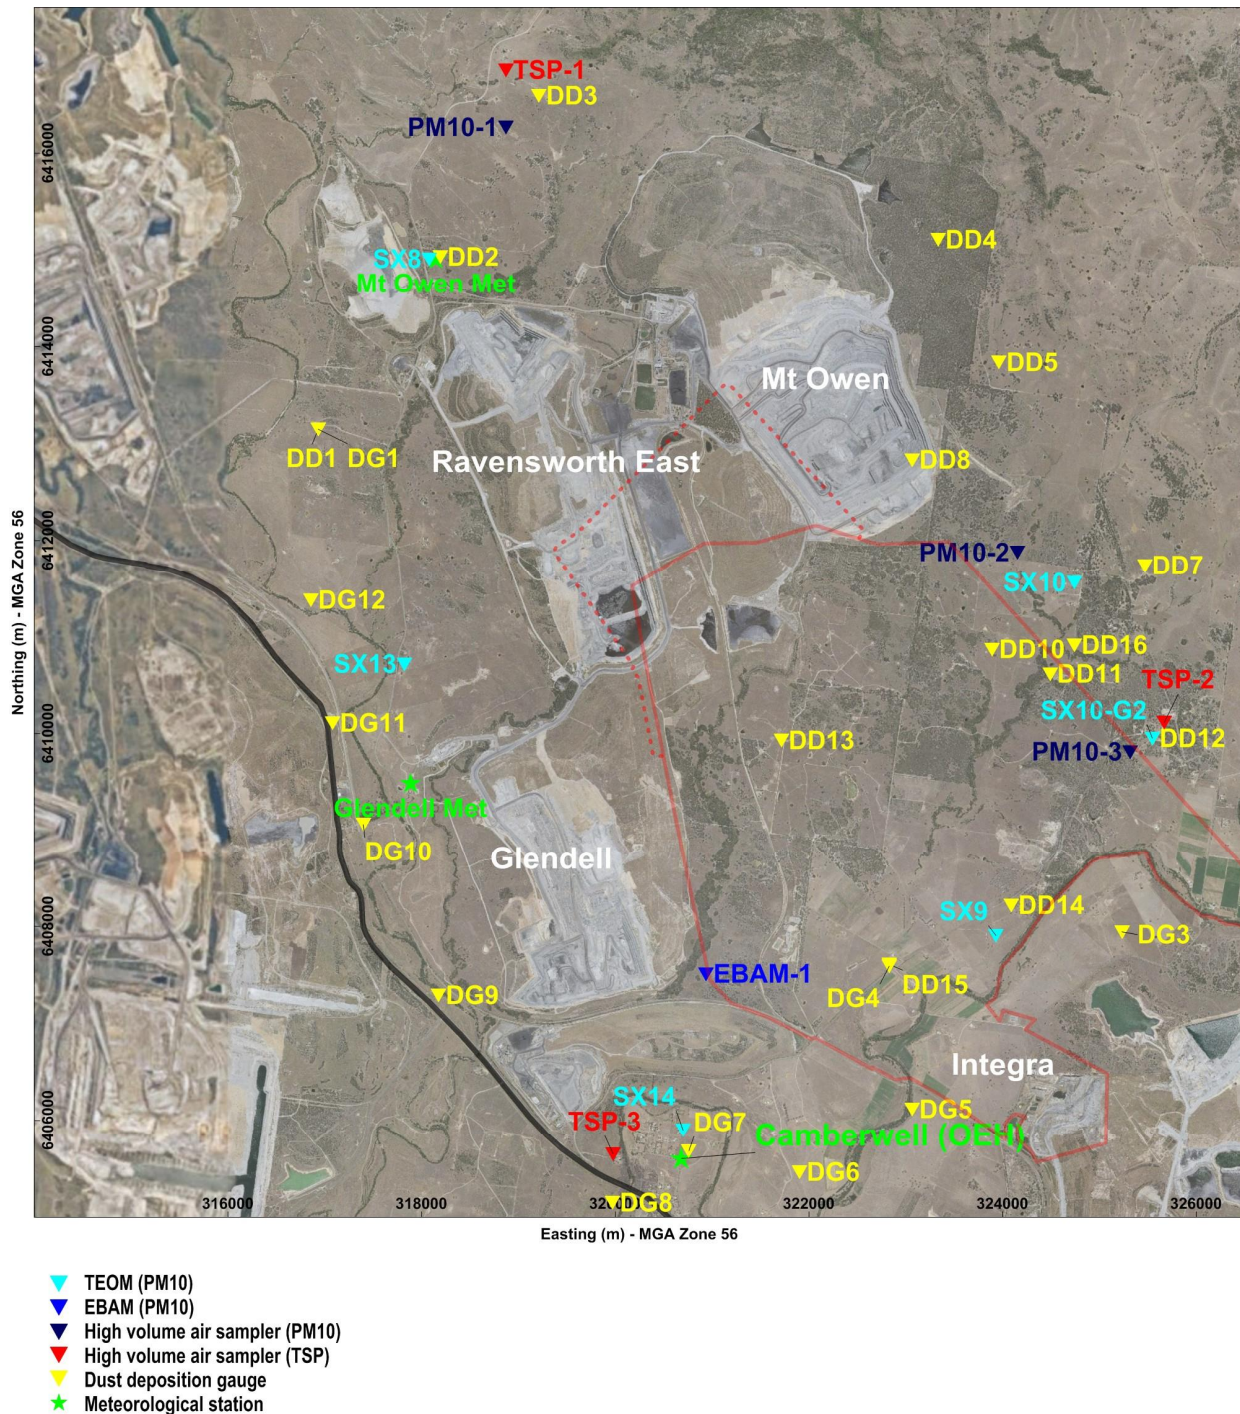 TSP-1
DD3
PM10-1
6416000
DD4
SX8 DD2
Mt Owen Met
6414000
DD5
Mt Owen
DD1 DG1
Ravensworth East
DD8
6412000
PM10-2
DD7
SX10
DG12
DD10
DD16
SX13
DD11
TSP-2
SX10-G2
DG11
DD12
DD13
PM10-3
6410000
Northing (m) - MGA Zone 56
Glendell Met
DG10
Glendell
DD14
SX9
DG3
6408000
EBAM-1
DD15
DG4
DG9
Integra
SX14
DG5
TSP-3
DG7
Camberwell (OEH)
6406000
DG6
DG8
316000 318000 320000 322000 324000 326000
Easting (m) - MGA Zone 56
TEOM (PM10)
EBAM (PM10)
High volume air sampler (PM10)
High volume air sampler (TSP)
Dust deposition gauge
Meteorological station